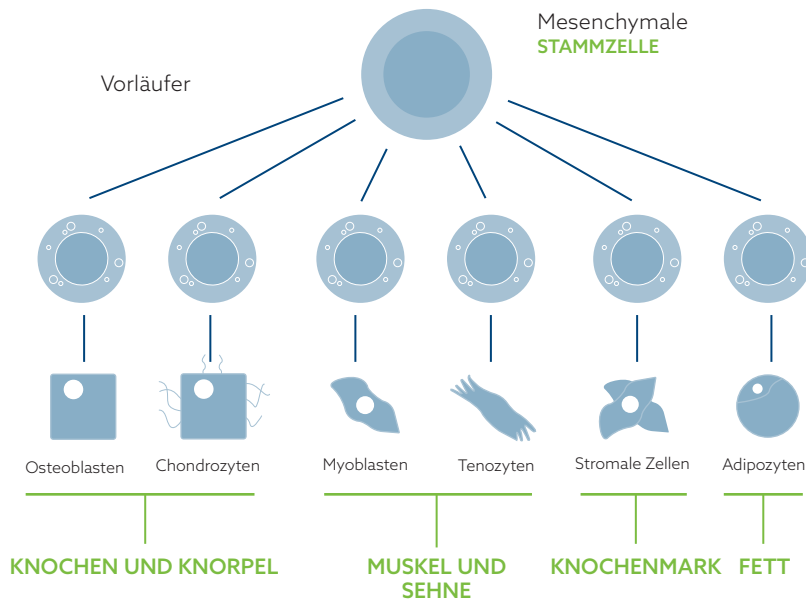 Mesenchymale
STAMMZELLE
Vorläufer
Osteoblasten
Chondrozyten
Myoblasten
Tenozyten
Stromale Zellen
Adipozyten
KNOCHEN UND KNORPEL
MUSKEL UND
SEHNE
KNOCHENMARK
FETT